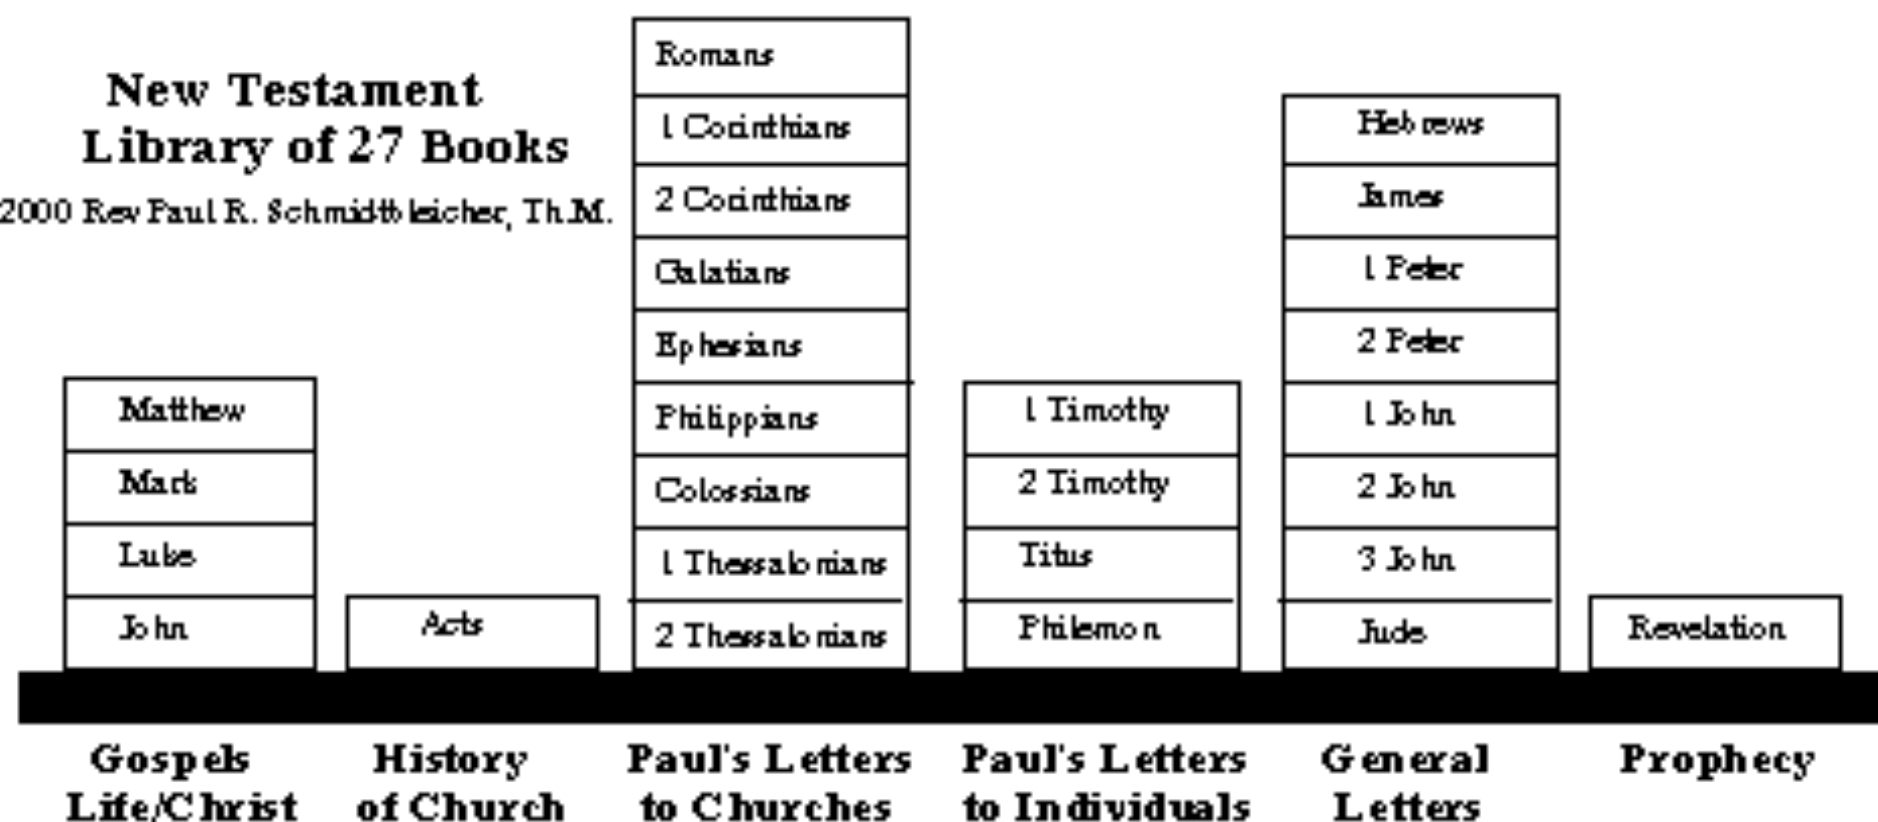 New Testament
Library of 27 Books
2000 Rev Paul R. Schmidtbleicher, Th.M.
Matthew
Mark
Luke
John
Gospels
Life/Christ
Acts
History
of Church
Romans
1 Corinthians
2 Corinthians
Galatians
Ephesians
Philippians
Colossians
1 Thessalonians
2 Thessalonians
Paul's Letters
to Churches
1 Timothy
2 Timothy
Titus
Philemon
Paul's Letters
to Individuals
Hebrews
James
1 Peter
2 Peter
1 John
2 John
3 John
Jude
General
Letters
Revelation
Prophecy